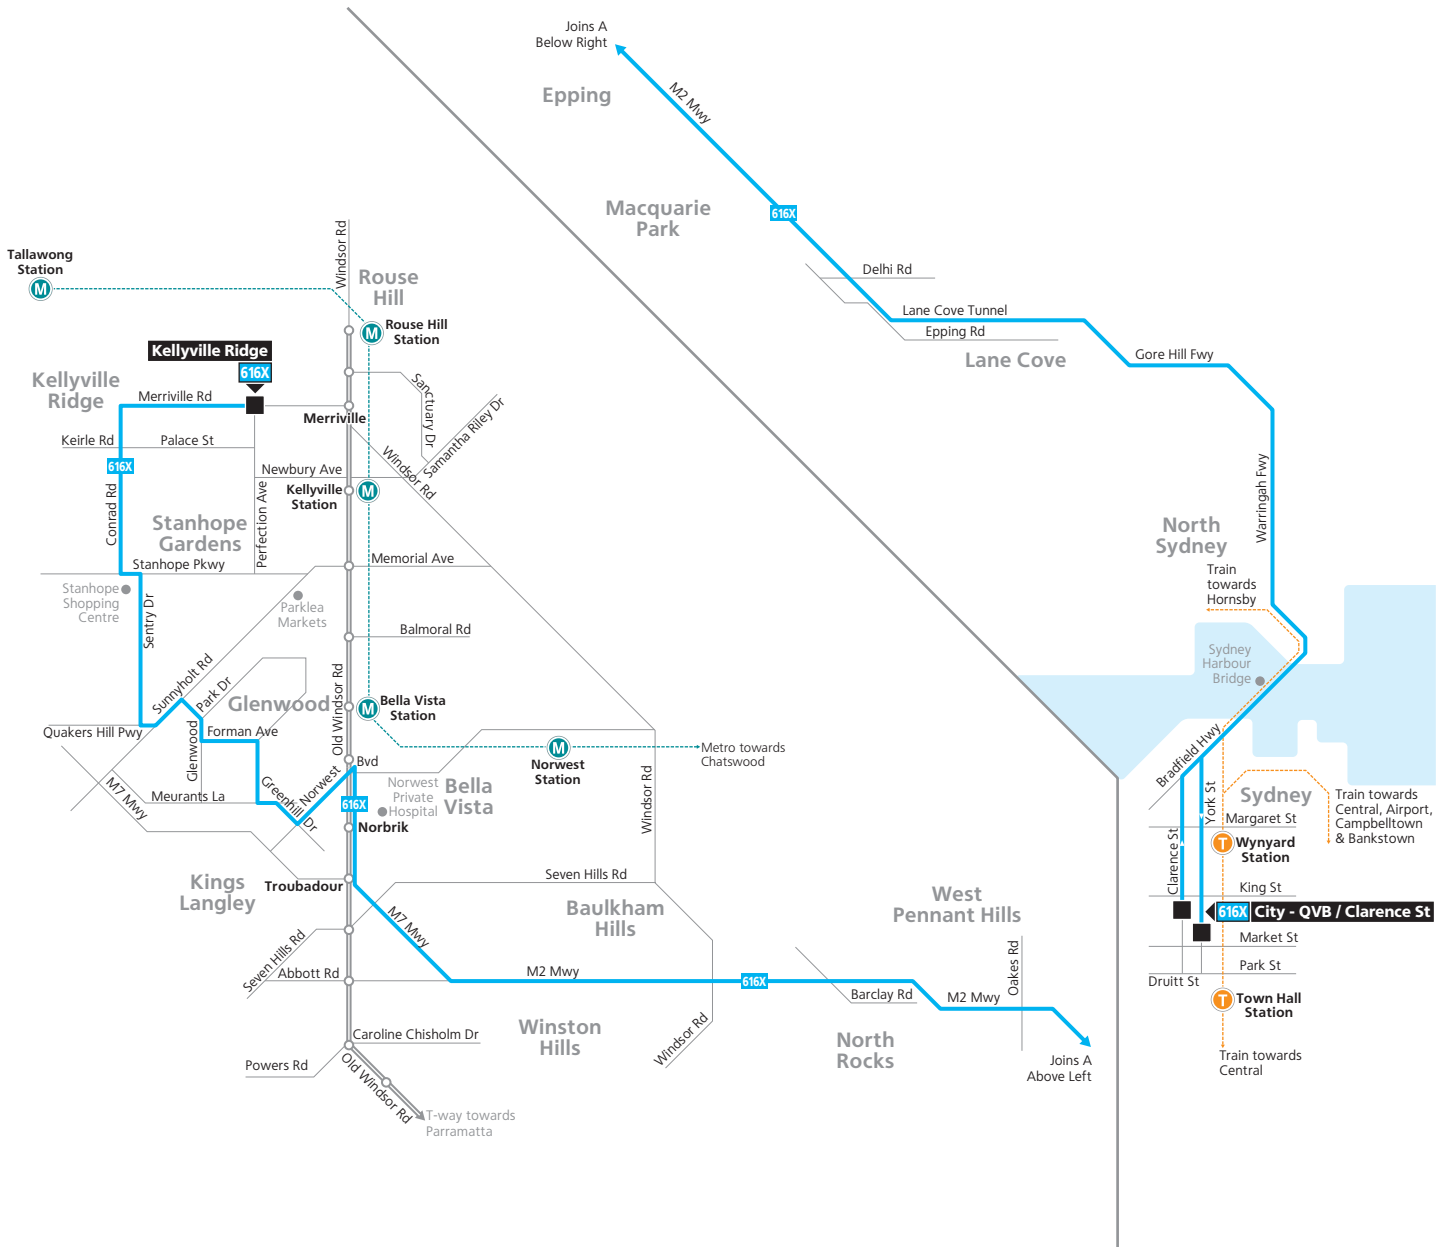 Joins A
Below Right
Epping
M2 Mwy
616X
Macquarie
Park
Delhi Rd
Lane Cove Tunnel
Epping Rd
Lane Cove
Gore Hill Fwy
Warringah Fwy
North
Sydney
Train
towards
Hornsby
Sydney
Harbour
Bridge
Bradfield Hwy
York St
Clarence St
Sydney
Train towards
Central, Airport,
Campbelltown
& Bankstown
Margaret St
T
Wynyard
Station
King St
616X
City - QVB / Clarence St
Market St
Park St
Druitt St
T
Town Hall
Station
Train towards
Central
Tallawong
Station
M
Windsor Rd
Rouse
Hill
M
Rouse Hill
Station
Kellyville Ridge
616X
Kellyville
Ridge
Merriville Rd
Merriville
Sanctuary Dr
Samantha Riley Dr
Windsor Rd
Keirle Rd
Palace St
616X
Newbury Ave
Kellyville
Station
M
Conrad Rd
Perfection Ave
Stanhope
Gardens
Stanhope Pkwy
Memorial Ave
Stanhope
Shopping
Centre
Sentry Dr
Parklea
Markets
Balmoral Rd
Sunnyholt Rd
Park Dr
Glenwood
Old Windsor Rd
M
Bella Vista
Station
Quakers Hill Pwy
Glenwood
Forman Ave
M
Norwest
Station
Metro towards
Chatswood
Norwest
Bvd
M7 Mwy
Meurants La
Greenhill Dr
616X
Norwest
Private
Hospital
Bella
Vista
Windsor Rd
Norbrik
Kings
Langley
Troubadour
Seven Hills Rd
M7 Mwy
Baulkham
Hills
West
Pennant Hills
Seven Hills Rd
Abbott Rd
M2 Mwy
616X
Barclay Rd
M2 Mwy
Oakes Rd
Caroline Chisholm Dr
Winston
Hills
Windsor Rd
North
Rocks
Joins A
Above Left
Powers Rd
Old Windsor Rd
T-way towards
Parramatta